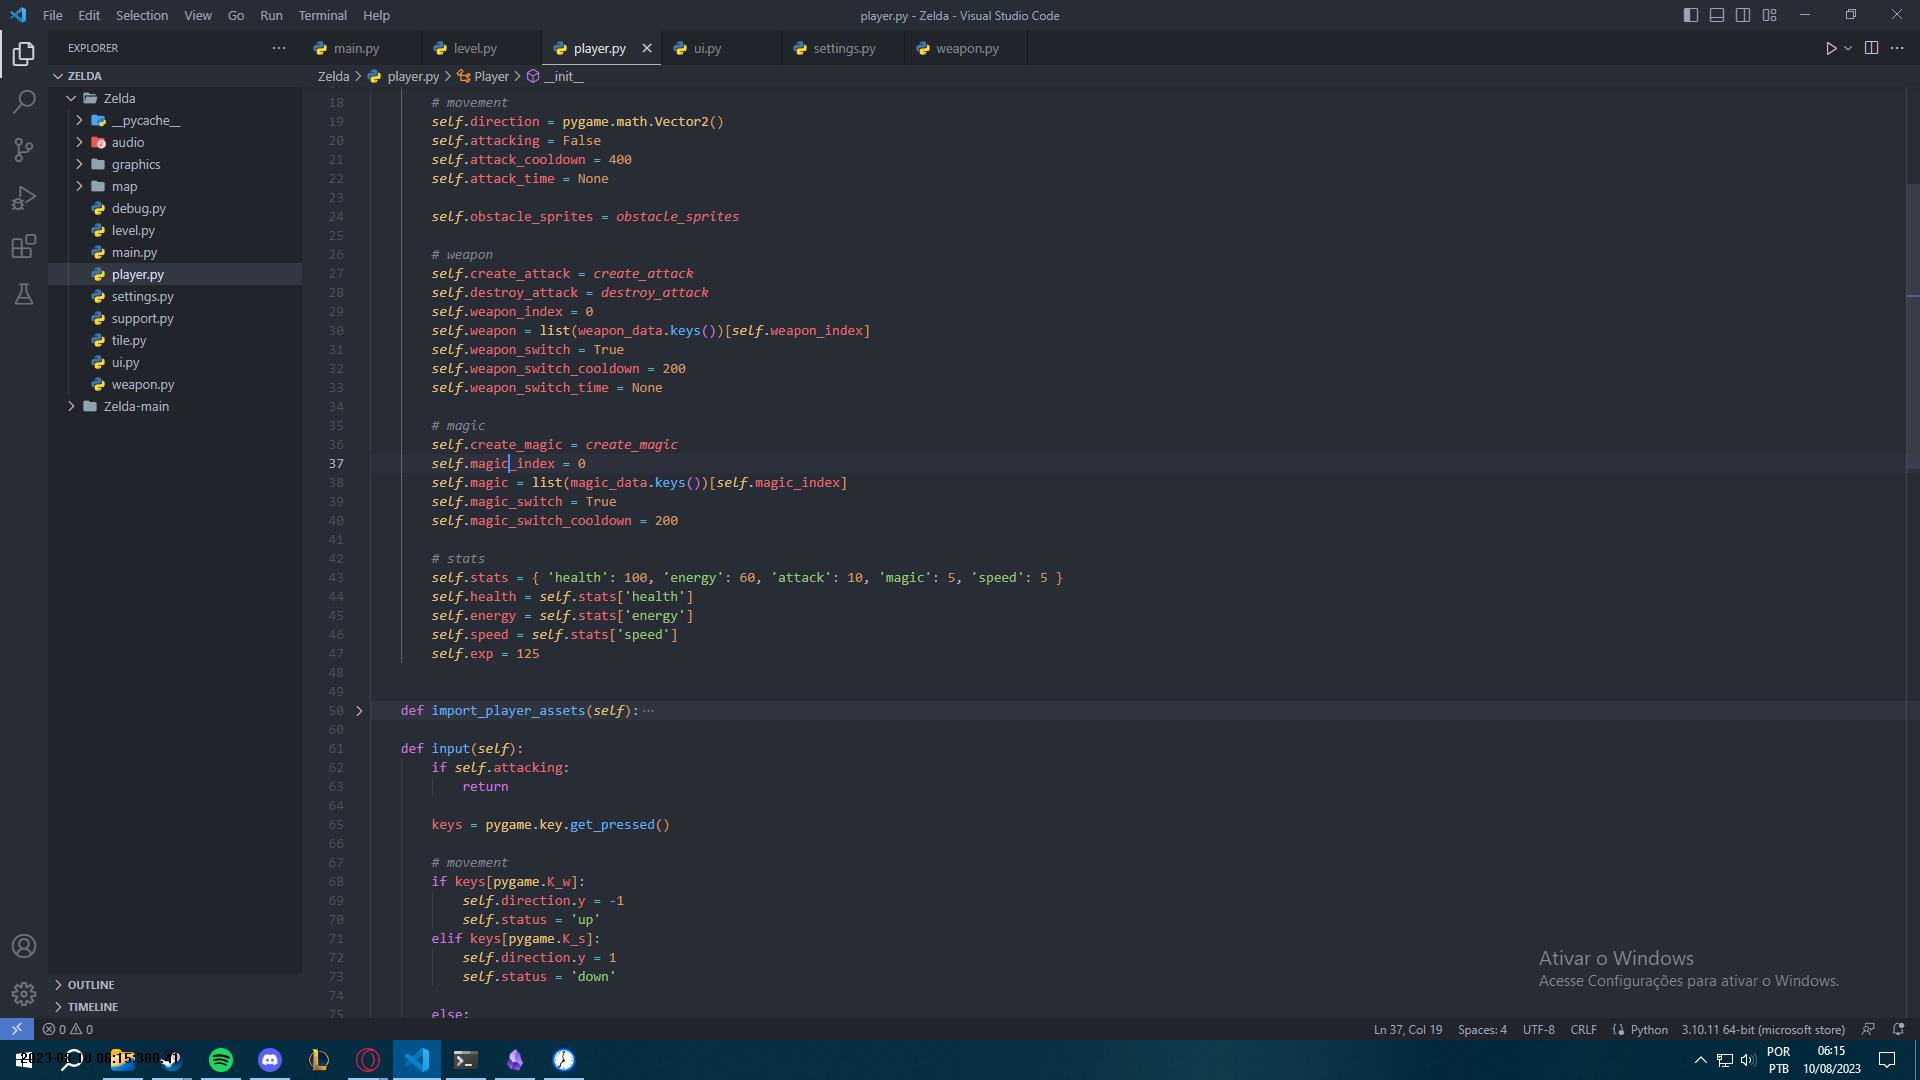 File Edit Selection View Go Run Terminal Help
player.py - Zelda - Visual Studio Code
EXPLORER
main.py level.py player.py ui.py settings.py weapon.py
ZELDA
Zelda
__pycache__
audio
graphics
map
debug.py
level.py
main.py
player.py
settings.py
support.py
tile.py
ui.py
weapon.py
Zelda-main
OUTLINE
TIMELINE
Zelda > player.py > Player > __init__
18 # movement
19 self.direction = pygame.math.Vector2()
20 self.attacking = False
21 self.attack_cooldown = 400
22 self.attack_time = None
23
24 self.obstacle_sprites = obstacle_sprites
25
26 # weapon
27 self.create_attack = create_attack
28 self.destroy_attack = destroy_attack
29 self.weapon_index = 0
30 self.weapon = list(weapon_data.keys())[self.weapon_index]
31 self.weapon_switch = True
32 self.weapon_switch_cooldown = 200
33 self.weapon_switch_time = None
34
35 # magic
36 self.create_magic = create_magic
37 self.magic_index = 0
38 self.magic = list(magic_data.keys())[self.magic_index]
39 self.magic_switch = True
40 self.magic_switch_cooldown = 200
41
42 # stats
43 self.stats = { 'health': 100, 'energy': 60, 'attack': 10, 'magic': 5, 'speed': 5 }
44 self.health = self.stats['health']
45 self.energy = self.stats['energy']
46 self.speed = self.stats['speed']
47 self.exp = 125
48
49
50 def import_player_assets(self): ···
60
61 def input(self):
62 if self.attacking:
63 return
64
65 keys = pygame.key.get_pressed()
66
67 # movement
68 if keys[pygame.K_w]:
69 self.direction.y = -1
70 self.status = 'up'
71 elif keys[pygame.K_s]:
72 self.direction.y = 1
73 self.status = 'down'
74
75 else:
Ativar o Windows
Acesse Configurações para ativar o Windows.
0 0 Ln 37, Col 19 Spaces: 4 UTF-8 CRLF Python 3.10.11 64-bit (microsoft store)
POR
PTB
06:15
10/08/2023